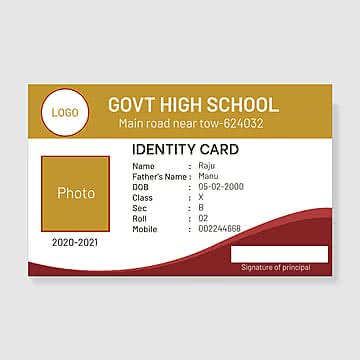 LOGO
GOVT HIGH SCHOOL
Main road near tow-624032
IDENTITY CARD
Photo
Name : Raju
Father's Name : Manu
DOB : 05-02-2000
Class : X
Sec : B
Roll : 02
Mobile : 002244668
2020-2021
Signature of principal